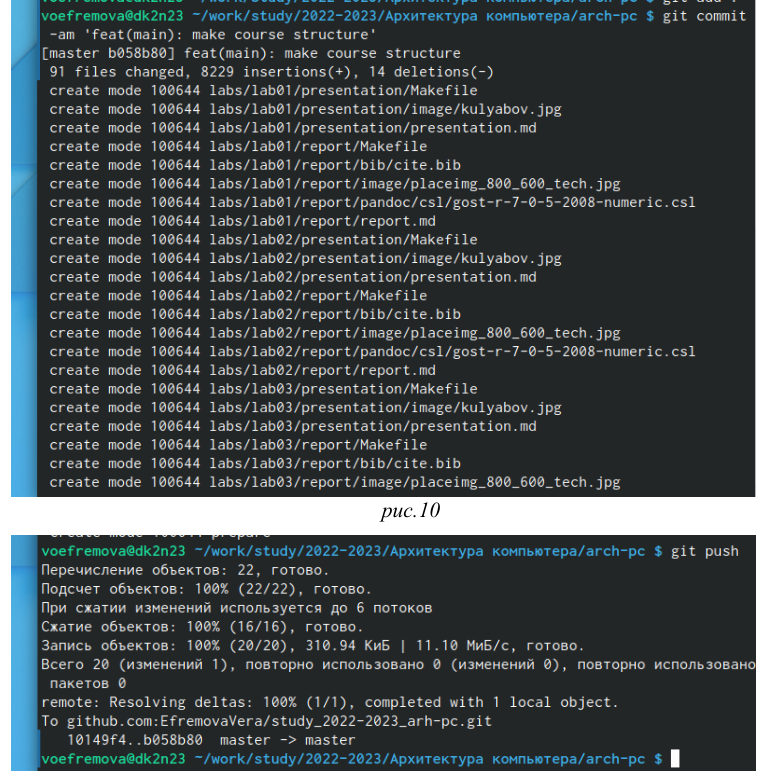 voefremova@dk2n23 ~/work/study/2022-2023/Архитектура компьютера/arch-pc $ git add .
voefremova@dk2n23 ~/work/study/2022-2023/Архитектура компьютера/arch-pc $ git commit
-am 'feat(main): make course structure'
[master b058b80] feat(main): make course structure
91 files changed, 8229 insertions(+), 14 deletions(-)
create mode 100644 labs/lab01/presentation/Makefile
create mode 100644 labs/lab01/presentation/image/kulyabov.jpg
create mode 100644 labs/lab01/presentation/presentation.md
create mode 100644 labs/lab01/report/Makefile
create mode 100644 labs/lab01/report/bib/cite.bib
create mode 100644 labs/lab01/report/image/placeimg_800_600_tech.jpg
create mode 100644 labs/lab01/report/pandoc/csl/gost-r-7-0-5-2008-numeric.csl
create mode 100644 labs/lab01/report/report.md
create mode 100644 labs/lab02/presentation/Makefile
create mode 100644 labs/lab02/presentation/image/kulyabov.jpg
create mode 100644 labs/lab02/presentation/presentation.md
create mode 100644 labs/lab02/report/Makefile
create mode 100644 labs/lab02/report/bib/cite.bib
create mode 100644 labs/lab02/report/image/placeimg_800_600_tech.jpg
create mode 100644 labs/lab02/report/pandoc/csl/gost-r-7-0-5-2008-numeric.csl
create mode 100644 labs/lab02/report/report.md
create mode 100644 labs/lab03/presentation/Makefile
create mode 100644 labs/lab03/presentation/image/kulyabov.jpg
create mode 100644 labs/lab03/presentation/presentation.md
create mode 100644 labs/lab03/report/Makefile
create mode 100644 labs/lab03/report/bib/cite.bib
create mode 100644 labs/lab03/report/image/placeimg_800_600_tech.jpg
рис.10
create mode 100644 prepare
voefremova@dk2n23 ~/work/study/2022-2023/Архитектура компьютера/arch-pc $ git push
Перечисление объектов: 22, готово.
Подсчет объектов: 100% (22/22), готово.
При сжатии изменений используется до 6 потоков
Сжатие объектов: 100% (16/16), готово.
Запись объектов: 100% (20/20), 310.94 КиБ | 11.10 МиБ/с, готово.
Всего 20 (изменений 1), повторно использовано 0 (изменений 0), повторно использовано
пакетов 0
remote: Resolving deltas: 100% (1/1), completed with 1 local object.
To github.com:EfremovaVera/study_2022-2023_arh-pc.git
10149f4..b058b80 master -> master
voefremova@dk2n23 ~/work/study/2022-2023/Архитектура компьютера/arch-pc $